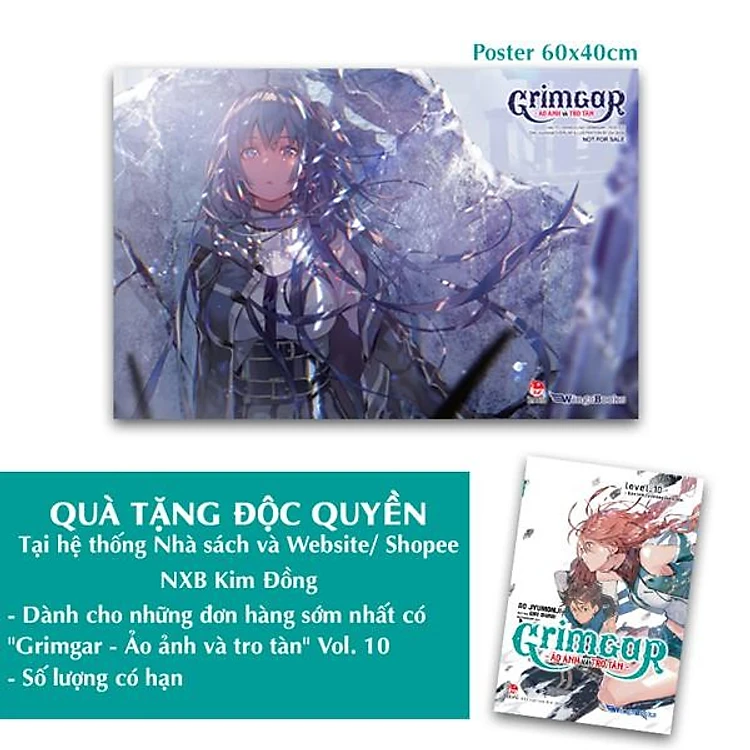 Poster 60x40cm
GrimGaR
- ẢO ẢNH VÀ TRO TÀN -
NOT FOR SALE
WingsBooks
QUÀ TẶNG ĐỘC QUYỀN
Tại hệ thống Nhà sách và Website/ Shopee
NXB Kim Đồng
- Dành cho những đơn hàng sớm nhất có
"Grimgar - Ảo ảnh và tro tàn" Vol. 10
- Số lượng có hạn
level. 10
AO JYUMONJI
GrimGaR
- ẢO ẢNH VÀ TRO TÀN -
WingsBooks